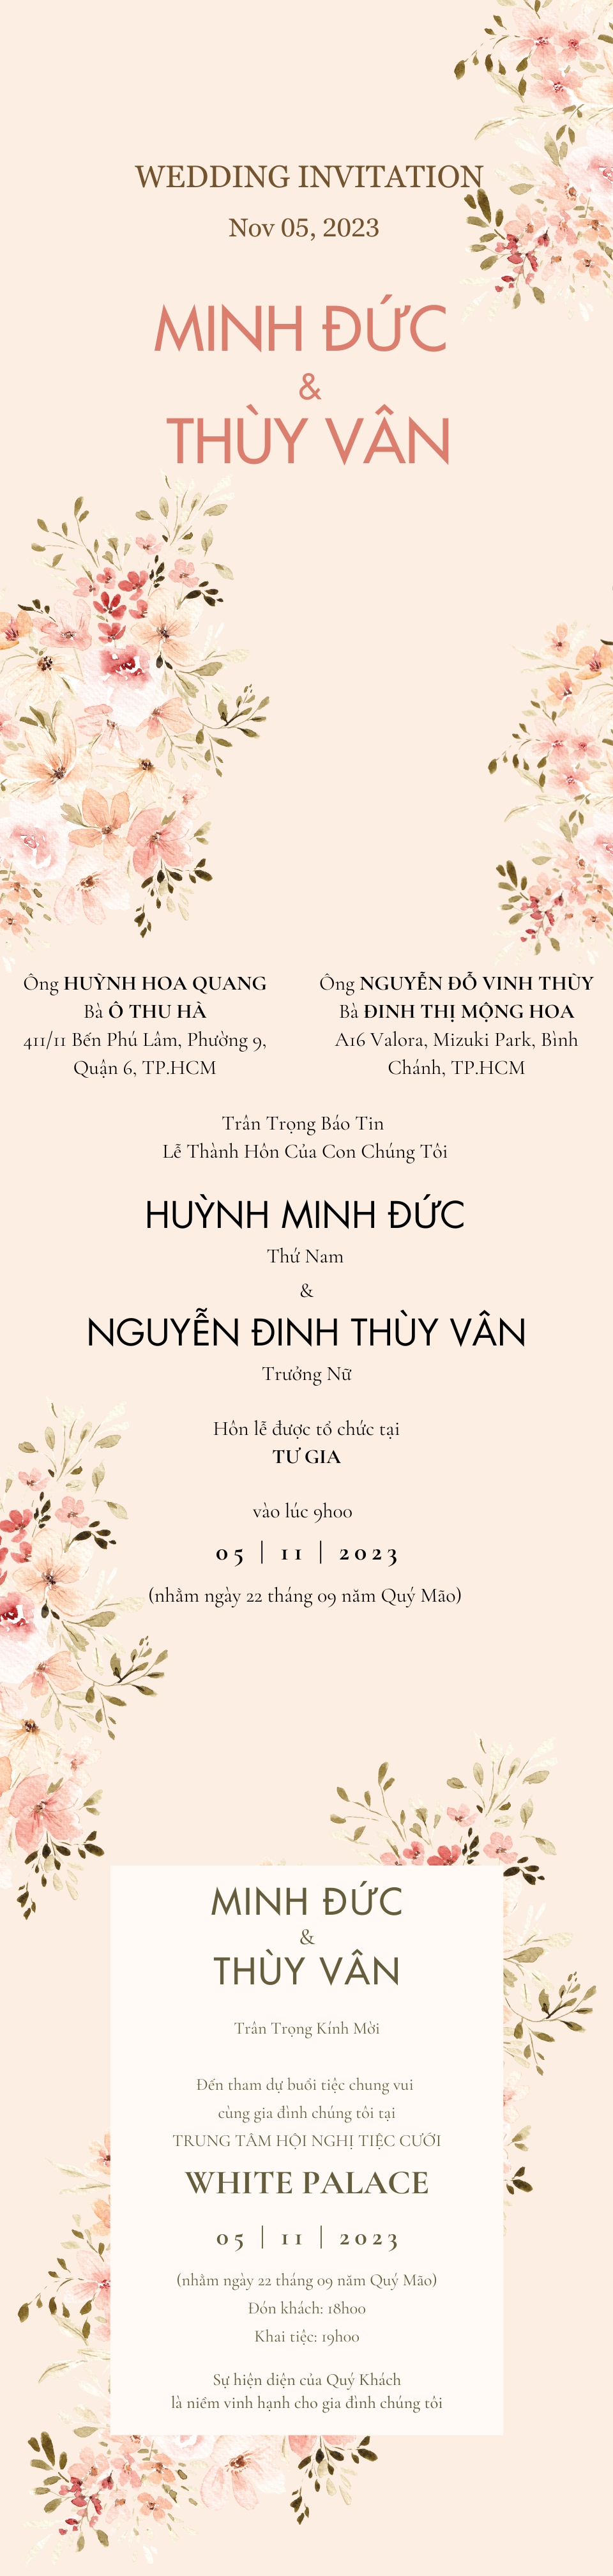 WEDDING INVITATION
Nov 05, 2023
MINH ĐỨC
&
THÙY VÂN
Ông HUỲNH HOA QUANG
Bà Ô THU HÀ
411/11 Bến Phú Lâm, Phường 9,
Quận 6, TP.HCM
Ông NGUYỄN ĐỖ VINH THÙY
Bà ĐINH THỊ MỘNG HOA
A16 Valora, Mizuki Park, Bình
Chánh, TP.HCM
Trân Trọng Báo Tin
Lễ Thành Hôn Của Con Chúng Tôi
HUỲNH MINH ĐỨC
Thứ Nam
&
NGUYỄN ĐINH THÙY VÂN
Trưởng Nữ
Hôn lễ được tổ chức tại
TƯ GIA
vào lúc 9h00
05 | 11 | 2023
(nhằm ngày 22 tháng 09 năm Quý Mão)
MINH ĐỨC
&
THÙY VÂN
Trân Trọng Kính Mời
Đến tham dự buổi tiệc chung vui
cùng gia đình chúng tôi tại
TRUNG TÂM HỘI NGHỊ TIỆC CƯỚI
WHITE PALACE
05 | 11 | 2023
(nhằm ngày 22 tháng 09 năm Quý Mão)
Đón khách: 18h00
Khai tiệc: 19h00
Sự hiện diện của Quý Khách
là niềm vinh hạnh cho gia đình chúng tôi